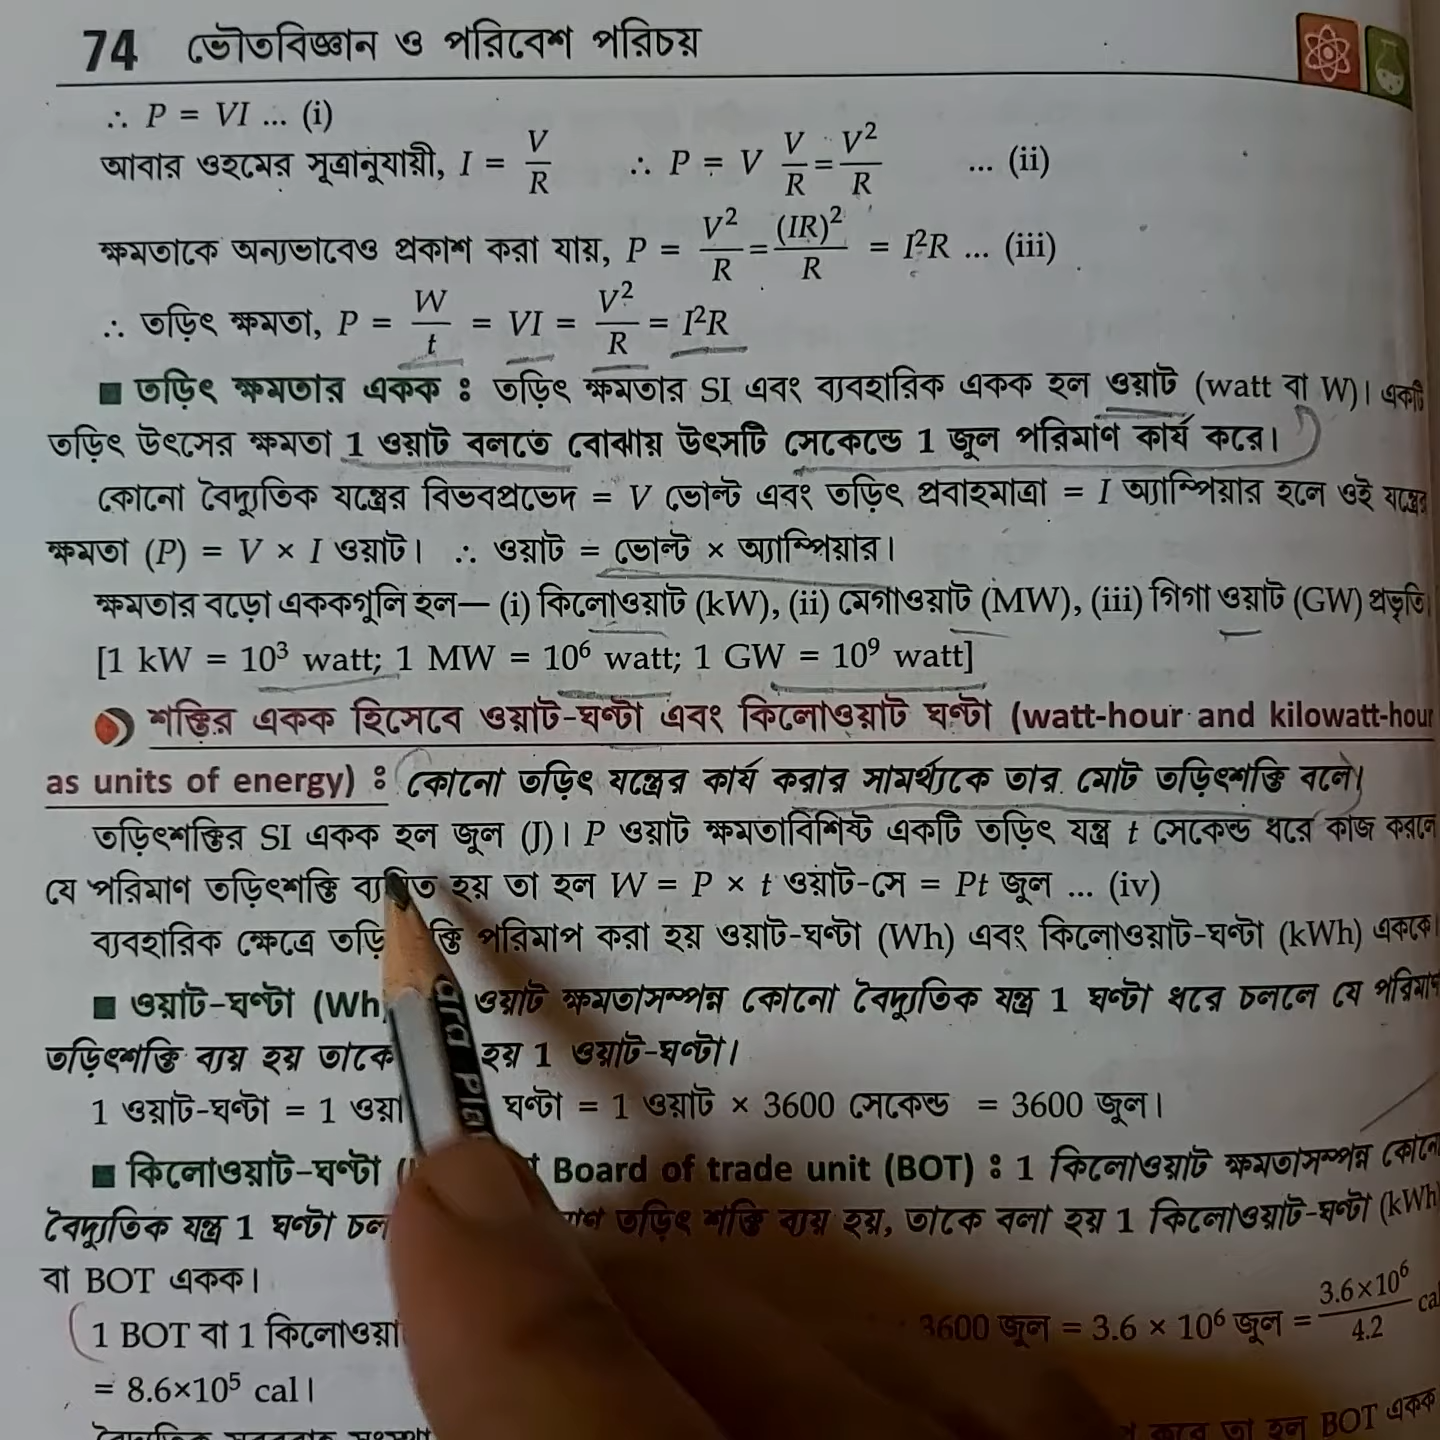 74 ভৌতবিজ্ঞান ও পরিবেশ পরিচয়
∴ P = VI ... (i)
আবার ওহমের সূত্রানুযায়ী, I = V/R ∴ P = V V/R = V²/R ... (ii)
ক্ষমতাকে অন্যভাবেও প্রকাশ করা যায়, P = V²/R = (IR)²/R = I²R ... (iii)
∴ তড়িৎ ক্ষমতা, P = W/t = VI = V²/R = I²R
■ তড়িৎ ক্ষমতার একক : তড়িৎ ক্ষমতার SI এবং ব্যবহারিক একক হল ওয়াট (watt বা W)। একটি
তড়িৎ উৎসের ক্ষমতা 1 ওয়াট বলতে বোঝায় উৎসটি সেকেন্ডে 1 জুল পরিমাণ কার্য করে।
কোনো বৈদ্যুতিক যন্ত্রের বিভবপ্রভেদ = V ভোল্ট এবং তড়িৎ প্রবাহমাত্রা = I অ্যাম্পিয়ার হলে ওই যন্ত্রের
ক্ষমতা (P) = V × I ওয়াট। ∴ ওয়াট = ভোল্ট × অ্যাম্পিয়ার।
ক্ষমতার বড়ো এককগুলি হল— (i) কিলোওয়াট (kW), (ii) মেগাওয়াট (MW), (iii) গিগা ওয়াট (GW) প্রভৃতি।
[1 kW = 10³ watt; 1 MW = 10⁶ watt; 1 GW = 10⁹ watt]
শক্তির একক হিসেবে ওয়াট-ঘণ্টা এবং কিলোওয়াট ঘণ্টা (watt-hour and kilowatt-hour
as units of energy) : কোনো তড়িৎ যন্ত্রের কার্য করার সামর্থ্যকে তার মোট তড়িৎশক্তি বলে।
তড়িৎশক্তির SI একক হল জুল (J)। P ওয়াট ক্ষমতাবিশিষ্ট একটি তড়িৎ যন্ত্র t সেকেন্ড ধরে কাজ করলে
যে পরিমাণ তড়িৎশক্তি ব্যয়িত হয় তা হল W = P × t ওয়াট-সে = Pt জুল ... (iv)
ব্যবহারিক ক্ষেত্রে পরিমাপ করা হয় ওয়াট-ঘণ্টা (Wh) এবং কিলোওয়াট-ঘণ্টা (kWh) এককে।
■ ওয়াট-ঘণ্টা (Wh) ওয়াট ক্ষমতাসম্পন্ন কোনো বৈদ্যুতিক যন্ত্র 1 ঘণ্টা ধরে চললে যে পরিমাণ
তড়িৎশক্তি ব্যয় হয় তাকে হয় 1 ওয়াট-ঘণ্টা।
1 ওয়াট-ঘণ্টা = 1 ঘণ্টা = 1 ওয়াট × 3600 সেকেন্ড = 3600 জুল।
■ কিলোওয়াট-ঘণ্টা Board of trade unit (BOT) : 1 কিলোওয়াট ক্ষমতাসম্পন্ন কোনো
বৈদ্যুতিক যন্ত্র 1 ঘণ্টা তড়িৎ শক্তি ব্যয় হয়, তাকে বলা হয় 1 কিলোওয়াট-ঘণ্টা (kWh)
বা BOT একক।
1 BOT বা 1 3600 জুল = 3.6 × 10⁶ জুল = 3.6×10⁶/4.2 cal
= 8.6×10⁵ cal।
তা হল BOT একক